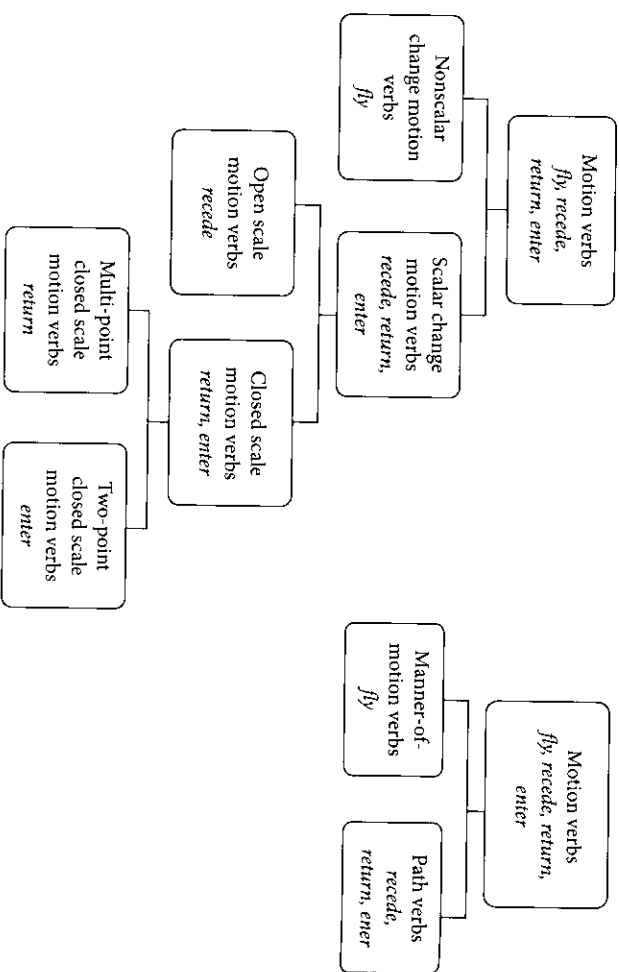 Motion verbs
fly, recede,
return, enter
Nonscalar
change motion
verbs
fly
Scalar change
motion verbs
recede, return,
enter
Open scale
motion verbs
recede
Closed scale
motion verbs
return, enter
Multi-point
closed scale
motion verbs
return
Two-point
closed scale
motion verbs
enter
Motion verbs
fly, recede, return,
enter
Manner-of-
motion verbs
fly
Path verbs
recede,
return, ener